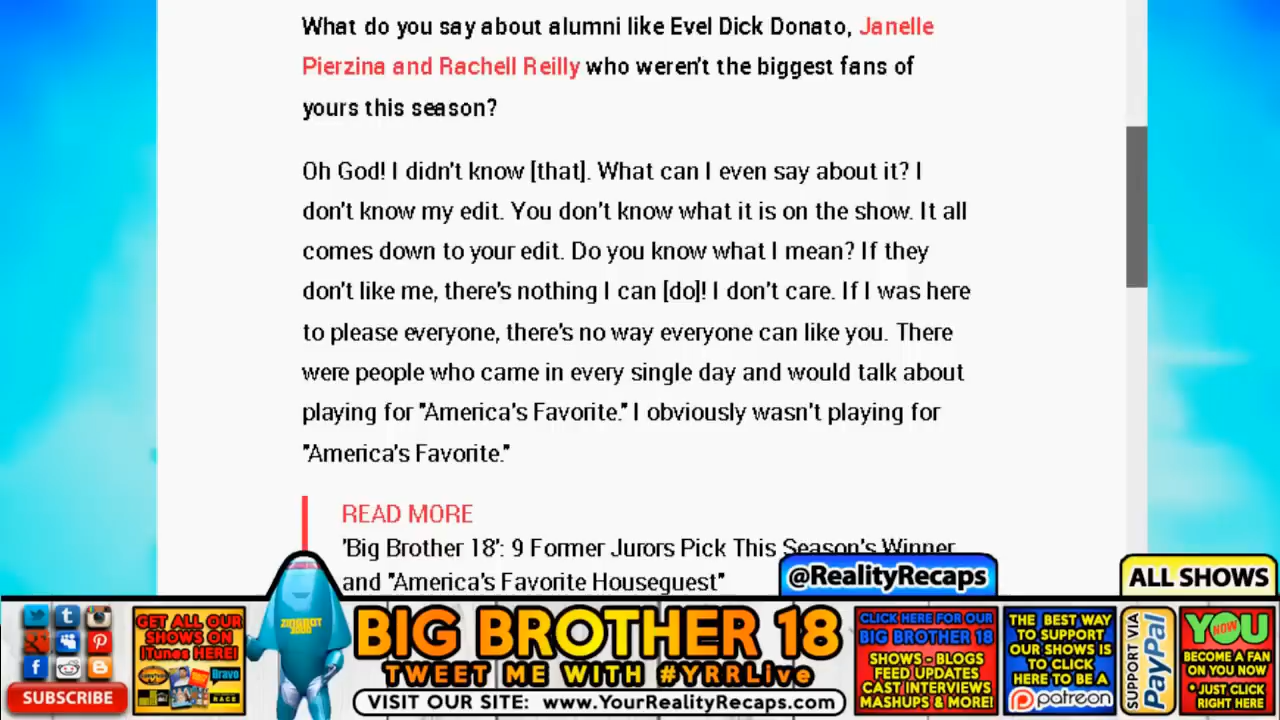 What do you say about alumni like Evel Dick Donato, Janelle
Pierzina and Rachell Reilly who weren't the biggest fans of
yours this season?
Oh God! I didn't know [that]. What can I even say about it? I
don't know my edit. You don't know what it is on the show. It all
comes down to your edit. Do you know what I mean? If they
don't like me, there's nothing I can [do]! I don't care. If I was here
to please everyone, there's no way everyone can like you. There
were people who came in every single day and would talk about
playing for "America's Favorite." I obviously wasn't playing for
"America's Favorite."
READ MORE
'Big Brother 18': 9 Former Jurors Pick This Season's Winner
and "America's Favorite Houseguest"
@RealityRecaps
ALL SHOWS
SUBSCRIBE
GET ALL OUR
SHOWS ON
iTunes HERE!
Bravo
RACE
ZINGBOT
3000
BIG BROTHER 18
TWEET ME WITH #YRRLive
VISIT OUR SITE: www.YourRealityRecaps.com
CLICK HERE FOR OUR
BIG BROTHER 18
SHOWS - BLOGS
FEED UPDATES
CAST INTERVIEWS
MASHUPS & MORE!
THE BEST WAY
TO SUPPORT
OUR SHOWS IS
TO CLICK
HERE TO BE A
patreon
SUPPORT VIA
PayPal
YOU
NOW
BECOME A FAN
ON YOU NOW
* JUST CLICK
RIGHT HERE